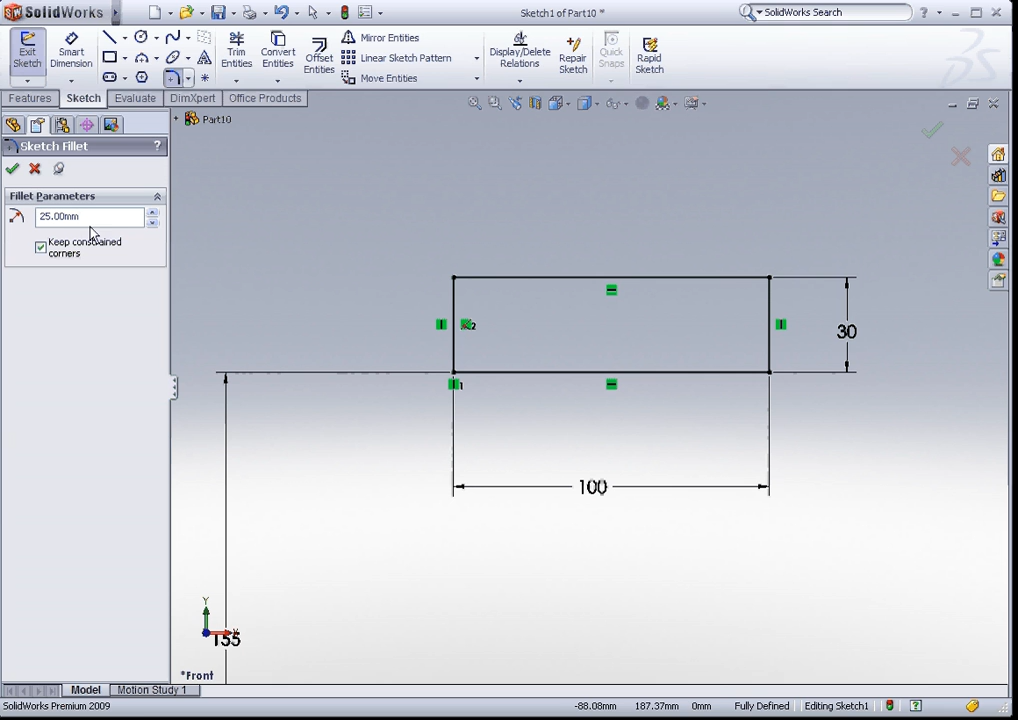 SolidWorks
Sketch1 of Part10 *
SolidWorks Search
Exit Sketch
Smart Dimension
Trim Entities
Convert Entities
Offset Entities
Mirror Entities
Linear Sketch Pattern
Move Entities
Display/Delete Relations
Repair Sketch
Quick Snaps
Rapid Sketch
Features
Sketch
Evaluate
DimXpert
Office Products
Part10
Sketch Fillet
?
Fillet Parameters
25.00mm
Keep constrained corners
2
30
1
100
Y
155
*Front
Model
Motion Study 1
SolidWorks Premium 2009
-88.08mm
187.37mm
0mm
Fully Defined
Editing Sketch1